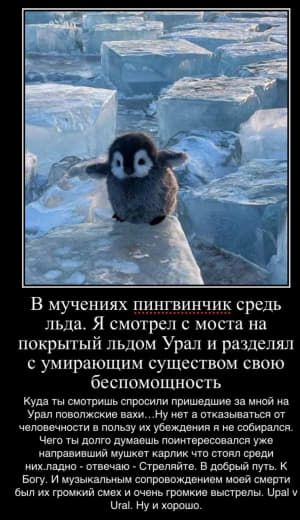 В мучениях пингвинчик средь
льда. Я смотрел с моста на
покрытый льдом Урал и разделял
с умирающим существом свою
беспомощность
Куда ты смотришь спросили пришедшие за мной на
Урал поволжские вахи...Ну нет а отказываться от
человечности в пользу их убеждения я не собирался.
Чего ты долго думаешь поинтересовался уже
направивший мушкет карлик что стоял среди
них.ладно - отвечаю - Стреляйте. В добрый путь. К
Богу. И музыкальным сопровождением моей смерти
был их громкий смех и очень громкие выстрелы. Upal v
Ural. Ну и хорошо.